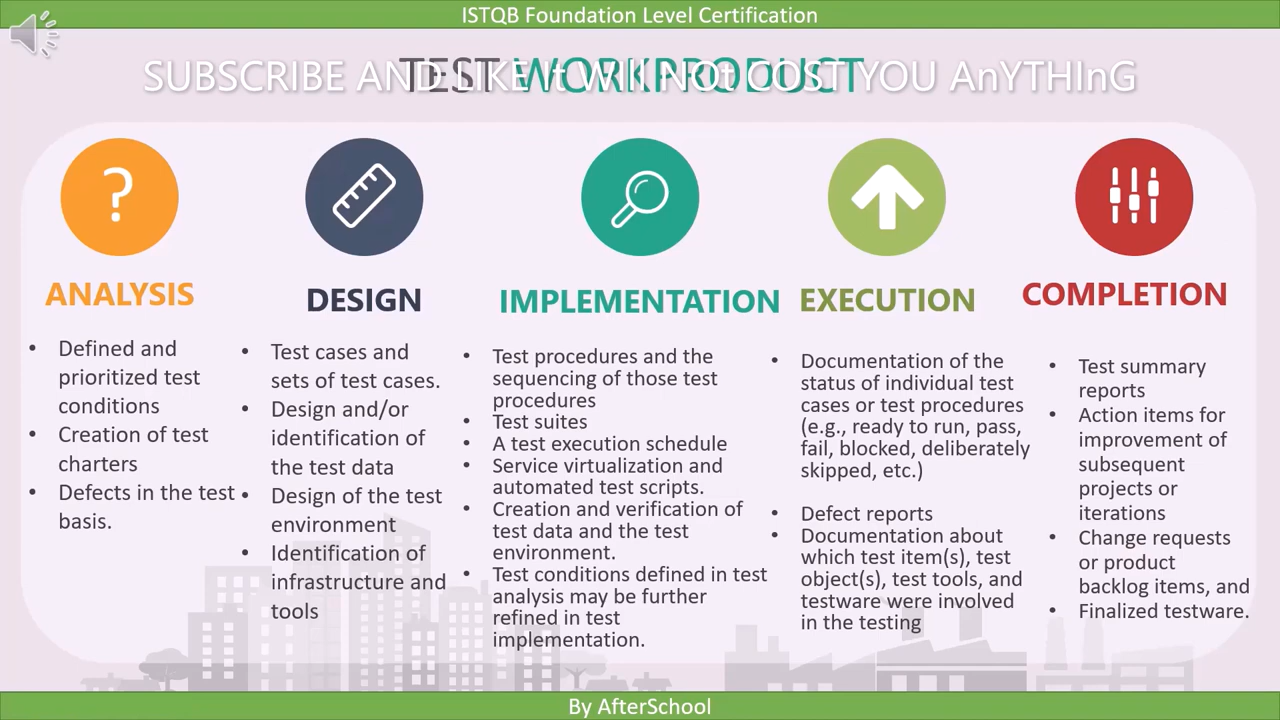 ISTQB Foundation Level Certification
TEST WORKPRODUCT
SUBSCRIBE AND LIKE It WIll NOt COST YOU AnYTHInG
?
ANALYSIS
• Defined and
prioritized test
conditions
• Creation of test
charters
• Defects in the test
basis.
DESIGN
• Test cases and
sets of test cases.
• Design and/or
identification of
the test data
• Design of the test
environment
• Identification of
infrastructure and
tools
IMPLEMENTATION
• Test procedures and the
sequencing of those test
procedures
• Test suites
• A test execution schedule
• Service virtualization and
automated test scripts.
• Creation and verification of
test data and the test
environment.
• Test conditions defined in test
analysis may be further
refined in test
implementation.
EXECUTION
• Documentation of the
status of individual test
cases or test procedures
(e.g., ready to run, pass,
fail, blocked, deliberately
skipped, etc.)
• Defect reports
• Documentation about
which test item(s), test
object(s), test tools, and
testware were involved
in the testing
COMPLETION
• Test summary
reports
• Action items for
improvement of
subsequent
projects or
iterations
• Change requests
or product
backlog items, and
• Finalized testware.
By AfterSchool